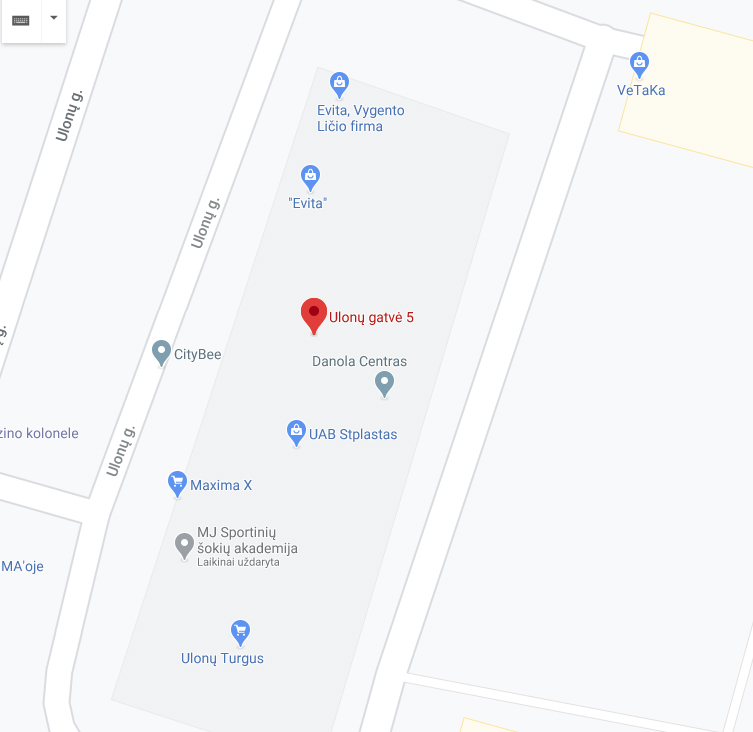 Ulonų g.
VeTaKa
Evita, Vygento
Ličio firma
"Evita"
Ulonų g.
Ulonų gatvė 5
g.
CityBee
Danola Centras
zino kolonele
UAB Stplastas
Ulonų g.
Maxima X
MJ Sportinių
šokių akademija
Laikinai uždaryta
MA'oje
Ulonų Turgus